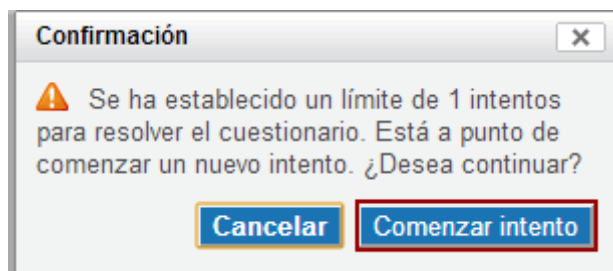 Confirmación
Se ha establecido un límite de 1 intentos
para resolver el cuestionario. Está a punto de
comenzar un nuevo intento. ¿Desea continuar?
Cancelar Comenzar intento